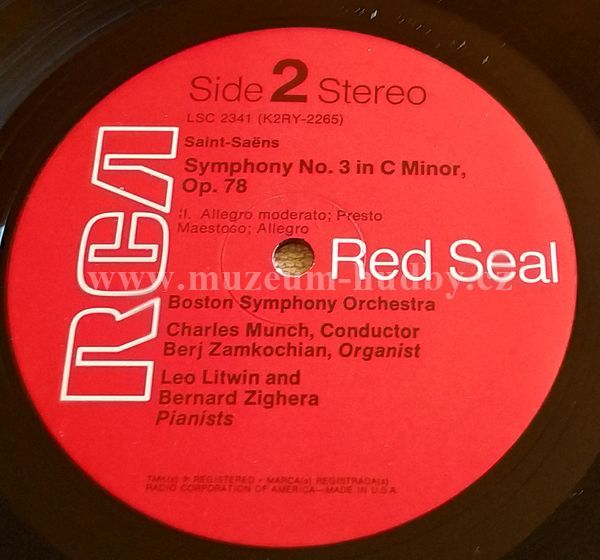 Side 2 Stereo
LSC 2341 (K2RY-2265)
Saint-Saëns
Symphony No. 3 in C Minor,
Op. 78
II. Allegro moderato; Presto
Maestoso; Allegro
RCA
Red Seal
www.muzeum-hudby.cz
Boston Symphony Orchestra
Charles Munch, Conductor
Berj Zamkochian, Organist
Leo Litwin and
Bernard Zighera
Pianists
TMK(s) ® REGISTERED • MARCA(s) REGISTRADA(s)
RADIO CORPORATION OF AMERICA—MADE IN U.S.A.